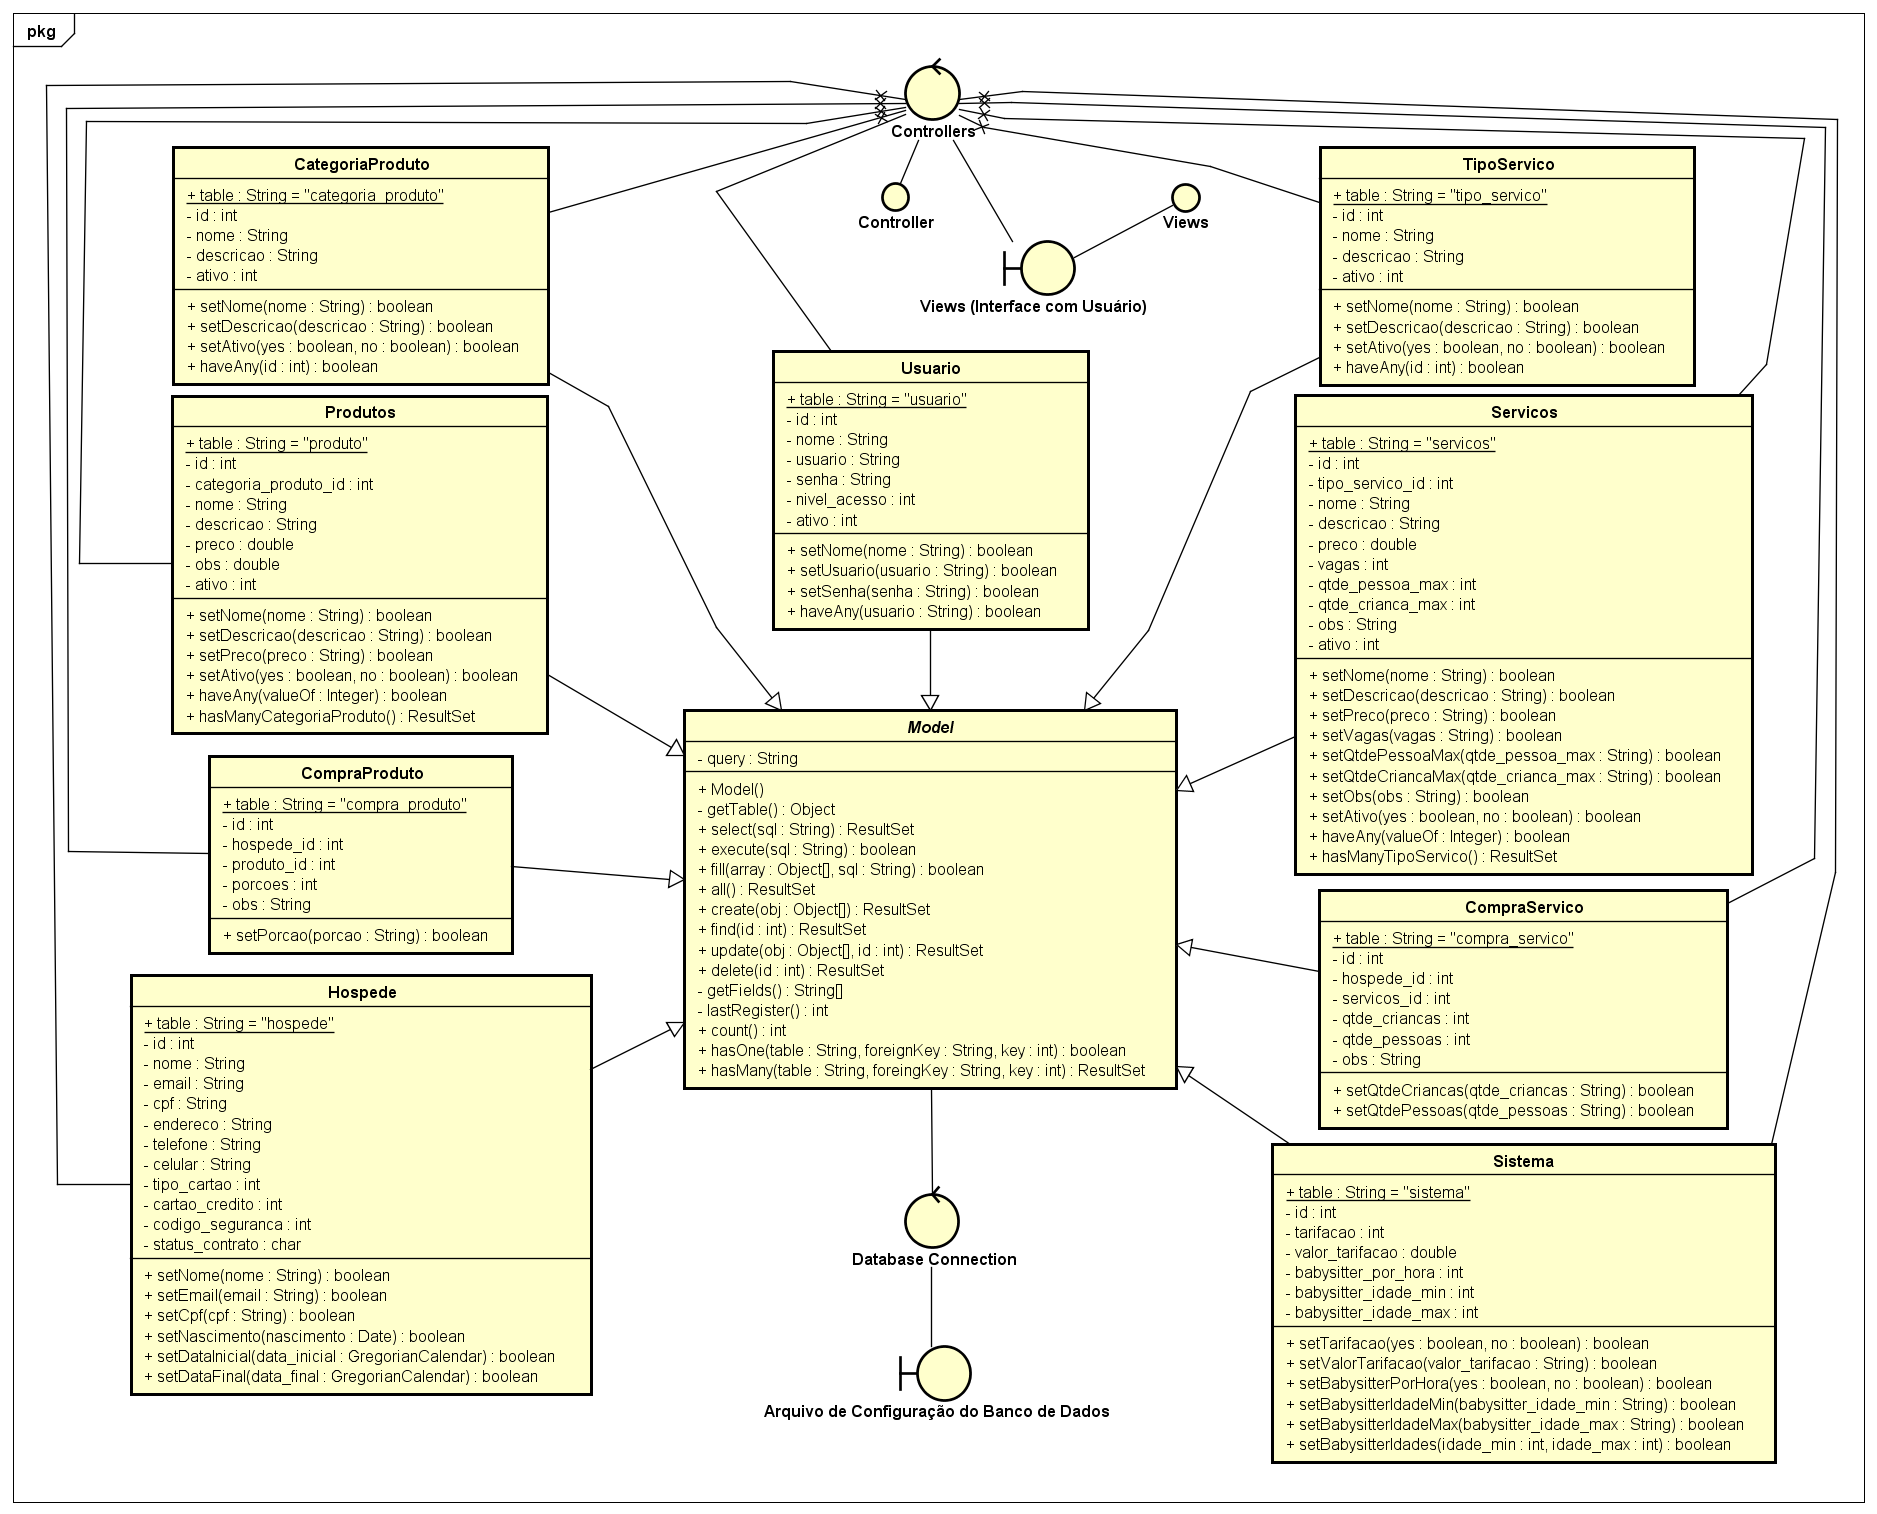 pkg
Controllers
CategoriaProduto
+ table : String = "categoria_produto"
- id : int
- nome : String
- descricao : String
- ativo : int
+ setNome(nome : String) : boolean
+ setDescricao(descricao : String) : boolean
+ setAtivo(yes : boolean, no : boolean) : boolean
+ haveAny(id : int) : boolean
Controller
Views
Views (Interface com Usuário)
TipoServico
+ table : String = "tipo_servico"
- id : int
- nome : String
- descricao : String
- ativo : int
+ setNome(nome : String) : boolean
+ setDescricao(descricao : String) : boolean
+ setAtivo(yes : boolean, no : boolean) : boolean
+ haveAny(id : int) : boolean
Usuario
+ table : String = "usuario"
- id : int
- nome : String
- usuario : String
- senha : String
- nivel_acesso : int
- ativo : int
+ setNome(nome : String) : boolean
+ setUsuario(usuario : String) : boolean
+ setSenha(senha : String) : boolean
+ haveAny(usuario : String) : boolean
Produtos
+ table : String = "produto"
- id : int
- categoria_produto_id : int
- nome : String
- descricao : String
- preco : double
- obs : double
- ativo : int
+ setNome(nome : String) : boolean
+ setDescricao(descricao : String) : boolean
+ setPreco(preco : String) : boolean
+ setAtivo(yes : boolean, no : boolean) : boolean
+ haveAny(valueOf : Integer) : boolean
+ hasManyCategoriaProduto() : ResultSet
Servicos
+ table : String = "servicos"
- id : int
- tipo_servico_id : int
- nome : String
- descricao : String
- preco : double
- vagas : int
- qtde_pessoa_max : int
- qtde_crianca_max : int
- obs : String
- ativo : int
+ setNome(nome : String) : boolean
+ setDescricao(descricao : String) : boolean
+ setPreco(preco : String) : boolean
+ setVagas(vagas : String) : boolean
+ setQtdePessoaMax(qtde_pessoa_max : String) : boolean
+ setQtdeCriancaMax(qtde_crianca_max : String) : boolean
+ setObs(obs : String) : boolean
+ setAtivo(yes : boolean, no : boolean) : boolean
+ haveAny(valueOf : Integer) : boolean
+ hasManyTipoServico() : ResultSet
Model
- query : String
+ Model()
- getTable() : Object
+ select(sql : String) : ResultSet
+ execute(sql : String) : boolean
+ fill(array : Object[], sql : String) : boolean
+ all() : ResultSet
+ create(obj : Object[]) : ResultSet
+ find(id : int) : ResultSet
+ update(obj : Object[], id : int) : ResultSet
+ delete(id : int) : ResultSet
- getFields() : String[]
- lastRegister() : int
+ count() : int
+ hasOne(table : String, foreignKey : String, key : int) : boolean
+ hasMany(table : String, foreingKey : String, key : int) : ResultSet
CompraProduto
+ table : String = "compra_produto"
- id : int
- hospede_id : int
- produto_id : int
- porcoes : int
- obs : String
+ setPorcao(porcao : String) : boolean
CompraServico
+ table : String = "compra_servico"
- id : int
- hospede_id : int
- servicos_id : int
- qtde_criancas : int
- qtde_pessoas : int
- obs : String
+ setQtdeCriancas(qtde_criancas : String) : boolean
+ setQtdePessoas(qtde_pessoas : String) : boolean
Hospede
+ table : String = "hospede"
- id : int
- nome : String
- email : String
- cpf : String
- endereco : String
- telefone : String
- celular : String
- tipo_cartao : int
- cartao_credito : int
- codigo_seguranca : int
- status_contrato : char
+ setNome(nome : String) : boolean
+ setEmail(email : String) : boolean
+ setCpf(cpf : String) : boolean
+ setNascimento(nascimento : Date) : boolean
+ setDataInicial(data_inicial : GregorianCalendar) : boolean
+ setDataFinal(data_final : GregorianCalendar) : boolean
Database Connection
Arquivo de Configuração do Banco de Dados
Sistema
+ table : String = "sistema"
- id : int
- tarifacao : int
- valor_tarifacao : double
- babysitter_por_hora : int
- babysitter_idade_min : int
- babysitter_idade_max : int
+ setTarifacao(yes : boolean, no : boolean) : boolean
+ setValorTarifacao(valor_tarifacao : String) : boolean
+ setBabysitterPorHora(yes : boolean, no : boolean) : boolean
+ setBabysitterIdadeMin(babysitter_idade_min : String) : boolean
+ setBabysitterIdadeMax(babysitter_idade_max : String) : boolean
+ setBabysitterIdades(idade_min : int, idade_max : int) : boolean